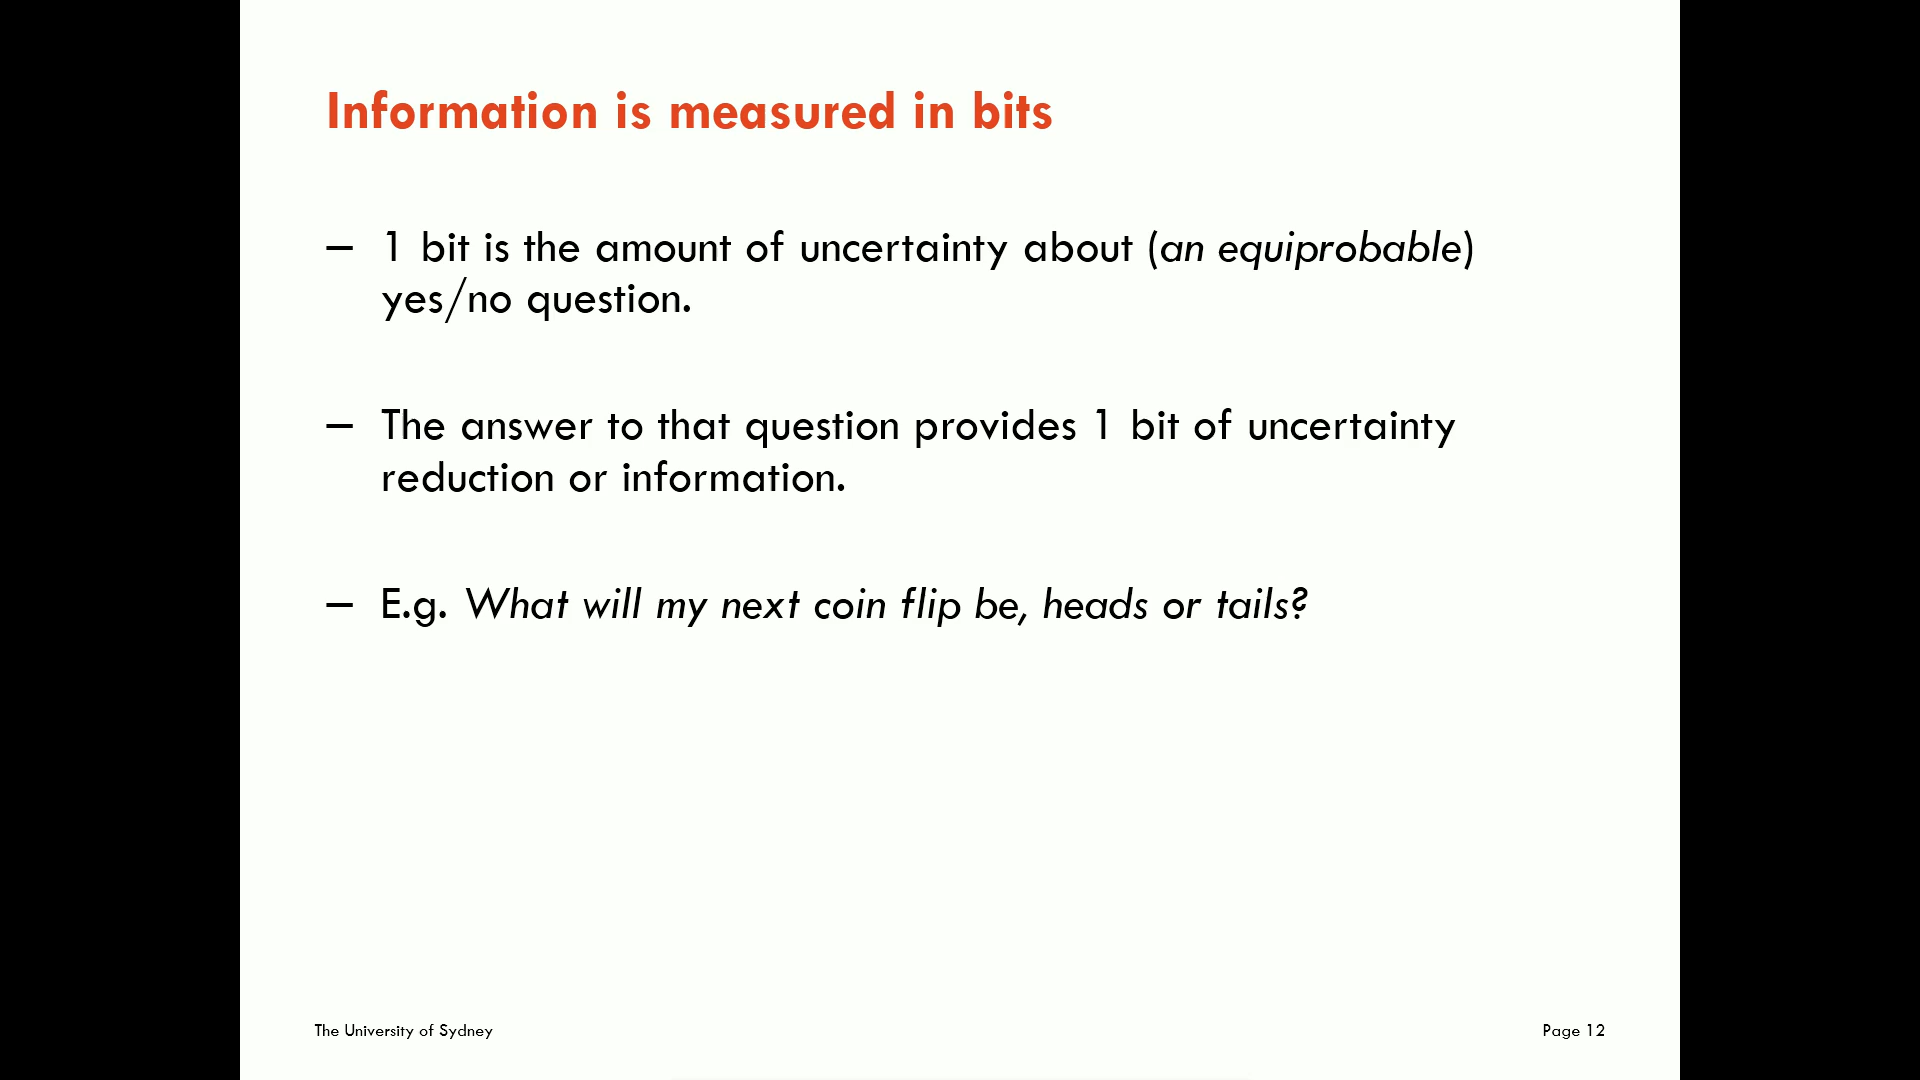 Information is measured in bits
– 1 bit is the amount of uncertainty about (an equiprobable)
yes/no question.
– The answer to that question provides 1 bit of uncertainty
reduction or information.
– E.g. What will my next coin flip be, heads or tails?
The University of Sydney
Page 12